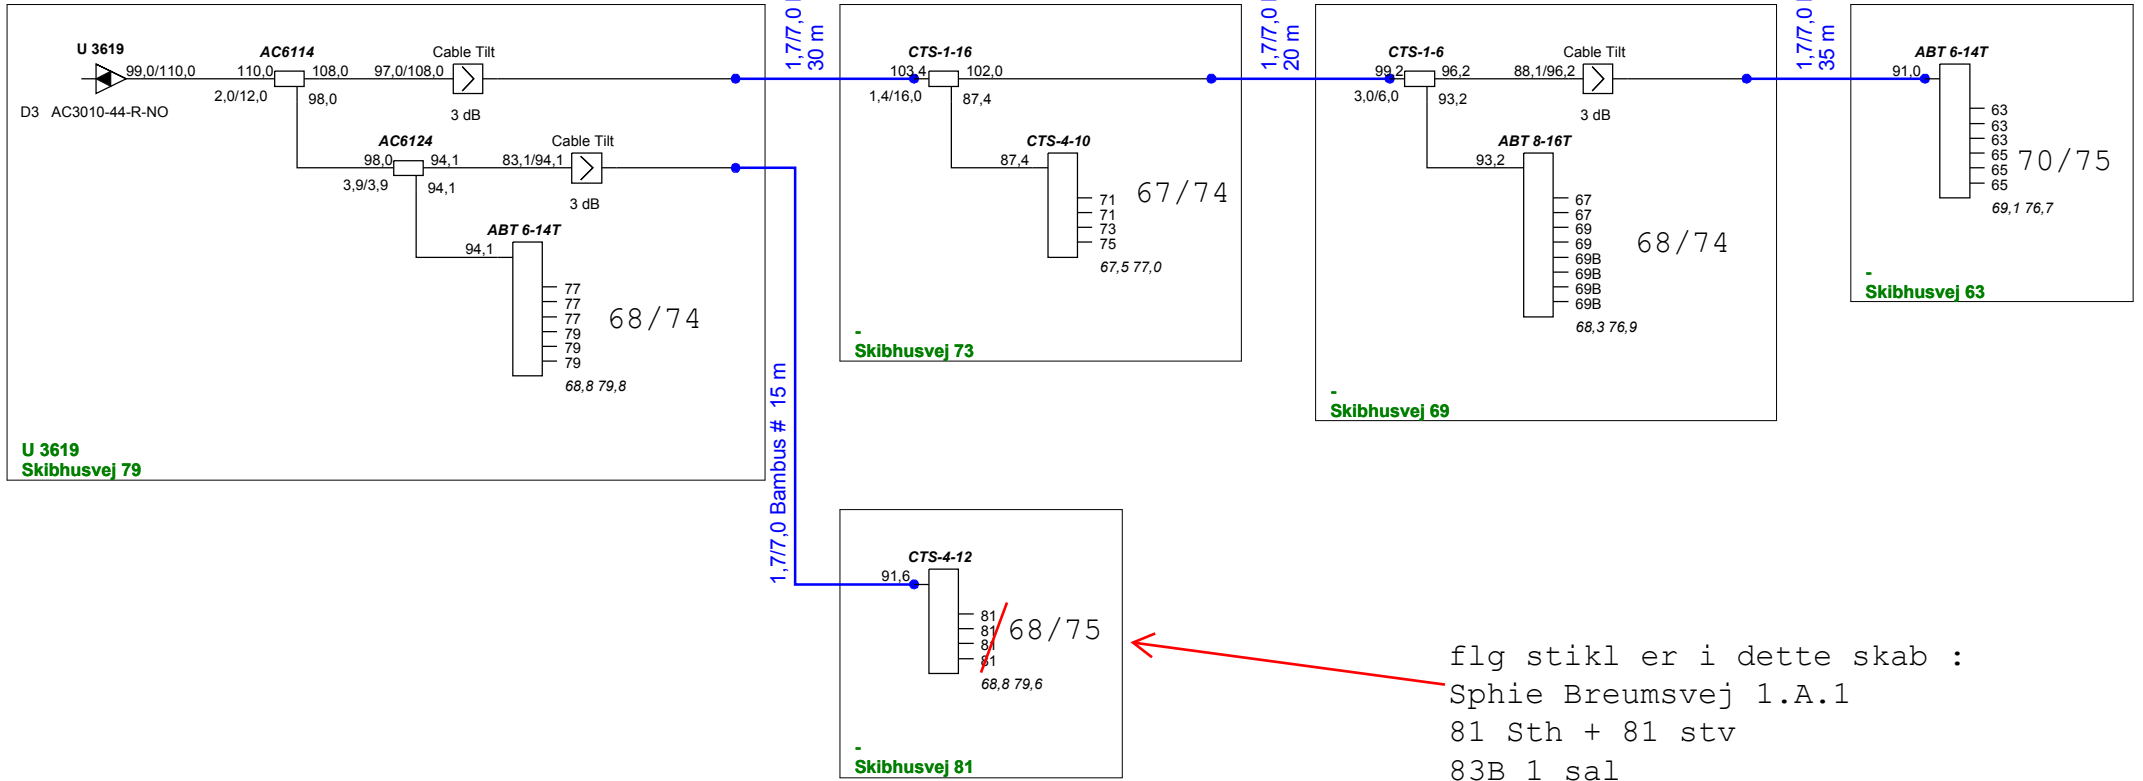 U 3619
99,0/110,0
D3 AC3010-44-R-NO
AC6114
110,0
108,0
2,0/12,0
98,0
97,0/108,0
Cable Tilt
3 dB
AC6124
98,0
94,1
3,9/3,9
94,1
83,1/94,1
Cable Tilt
3 dB
ABT 6-14T
94,1
77
77
77
79
79
79
68/74
68,8 79,8
U 3619
Skibhusvej 79
1,7/7,0
30 m
CTS-1-16
103,4
102,0
1,4/16,0
87,4
CTS-4-10
87,4
71
71
73
75
67/74
67,5 77,0
-
Skibhusvej 73
1,7/7,0
20 m
CTS-1-6
99,2
96,2
3,0/6,0
93,2
88,1/96,2
Cable Tilt
3 dB
ABT 8-16T
93,2
67
67
69
69
69B
69B
69B
69B
68/74
68,3 76,9
-
Skibhusvej 69
1,7/7,0
35 m
ABT 6-14T
91,0
63
63
63
65
65
65
70/75
69,1 76,7
-
Skibhusvej 63
1,7/7,0 Bambus # 15 m
CTS-4-12
91,6
81
81
81
81
68/75
68,8 79,6
-
Skibhusvej 81
flg stikl er i dette skab :
Sphie Breumsvej 1.A.1
81 Sth + 81 stv
83B 1 sal